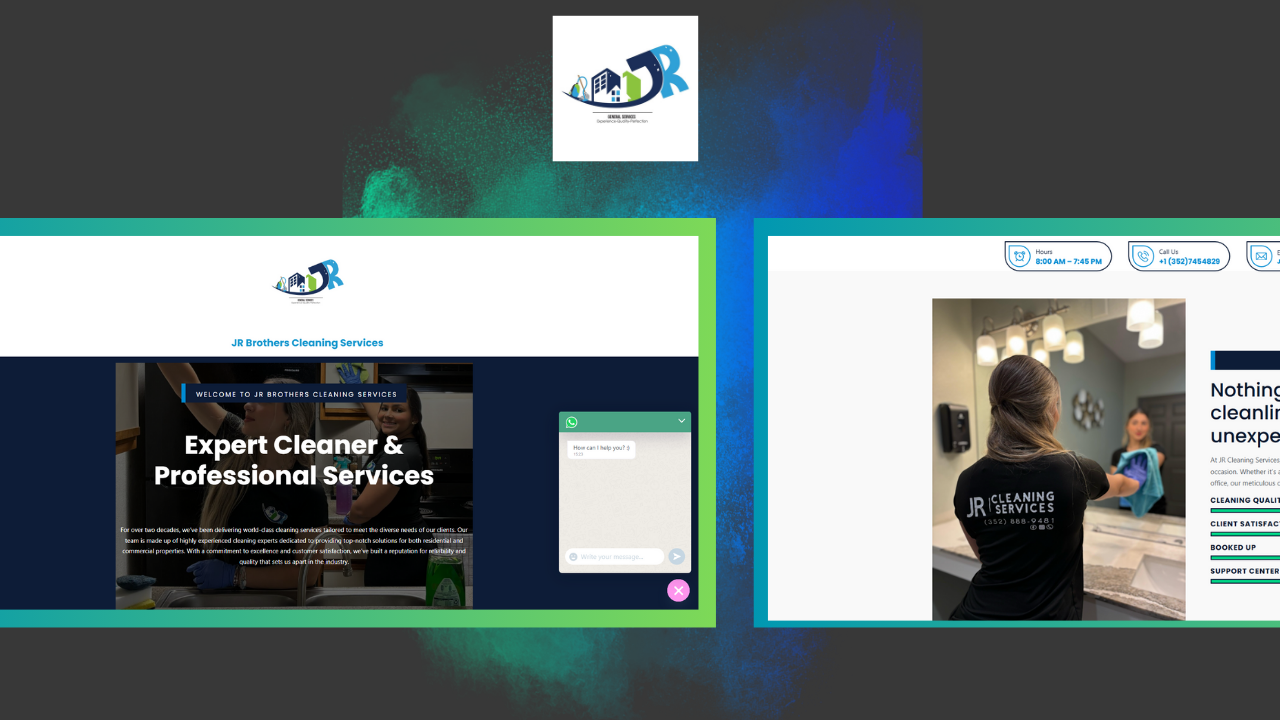 JR
GENERAL SERVICES
Experience-Quality-Perfection
JR
JR Brothers Cleaning Services
WELCOME TO JR BROTHERS CLEANING SERVICES
Expert Cleaner &
Professional Services
For over two decades, we've been delivering world-class cleaning services tailored to meet the diverse needs of our clients. Our
team is made up of highly experienced cleaning experts dedicated to providing top-notch solutions for both residential and
commercial properties. With a commitment to excellence and customer satisfaction, we've built a reputation for reliability and
quality that sets us apart in the industry.
How can I help you? :)
15:25
Write your message...
Hours
8:00 AM – 7:45 PM
Call Us
+1 (352)7454829
E
J
JR CLEANING
SERVICES
(352) 888-9481
Nothing
cleanlin
unexpe
At JR Cleaning Services
occasion. Whether it's a
office, our meticulous c
CLEANING QUALIT
CLIENT SATISFACT
BOOKED UP
SUPPORT CENTER